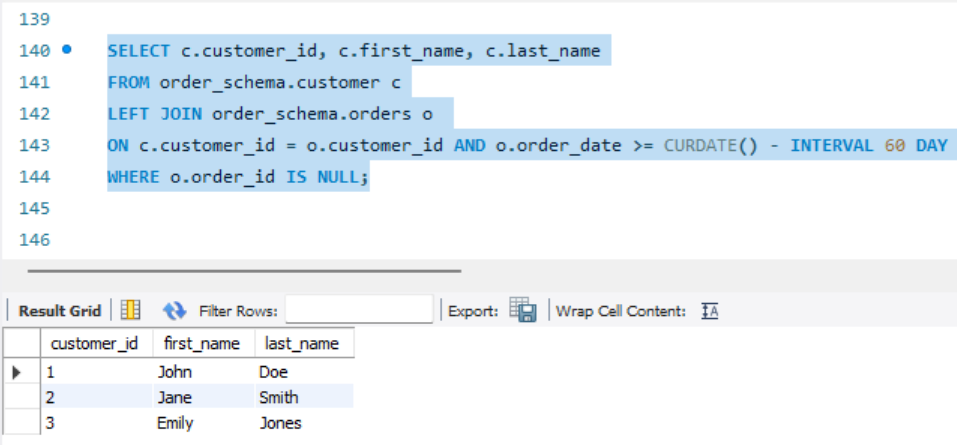 139
140 SELECT c.customer_id, c.first_name, c.last_name
141 FROM order_schema.customer c
142 LEFT JOIN order_schema.orders o
143 ON c.customer_id = o.customer_id AND o.order_date >= CURDATE() - INTERVAL 60 DAY
144 WHERE o.order_id IS NULL;
145
146
Result Grid Filter Rows: Export: Wrap Cell Content: IA
customer_id first_name last_name
1 John Doe
2 Jane Smith
3 Emily Jones